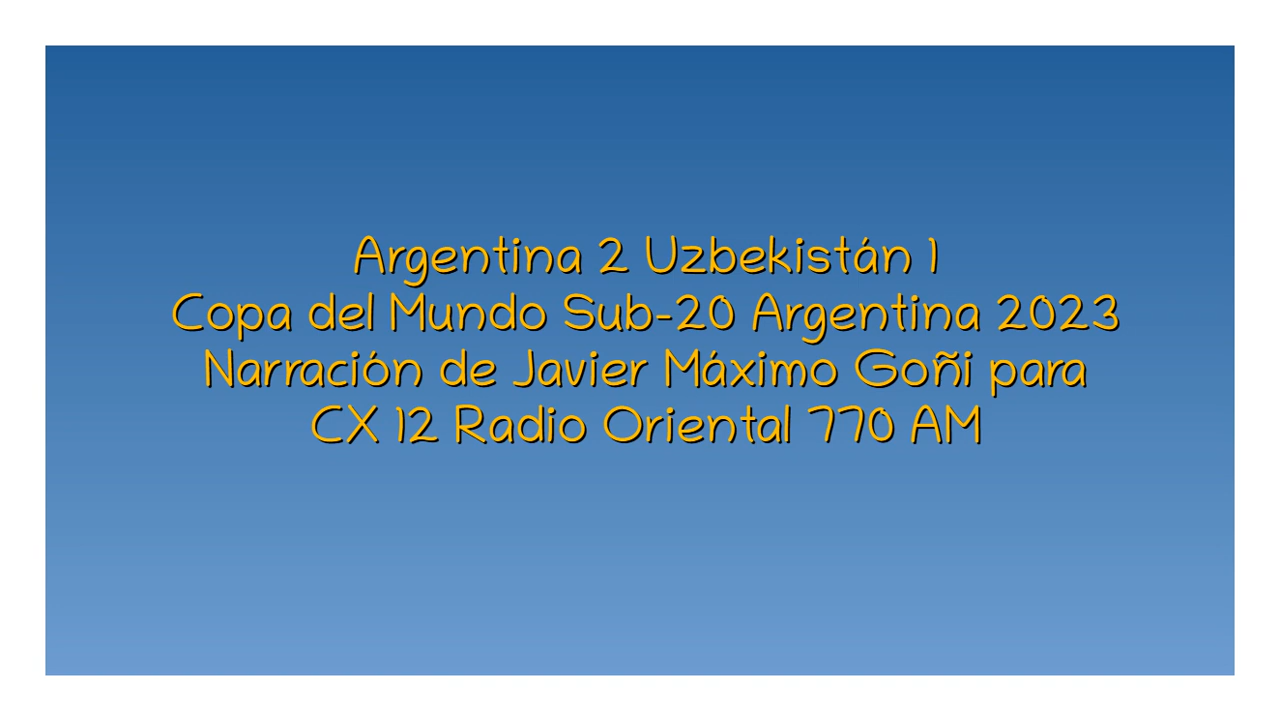 Argentina 2 Uzbekistán 1
Copa del Mundo Sub-20 Argentina 2023
Narración de Javier Máximo Goñi para
CX 12 Radio Oriental 770 AM